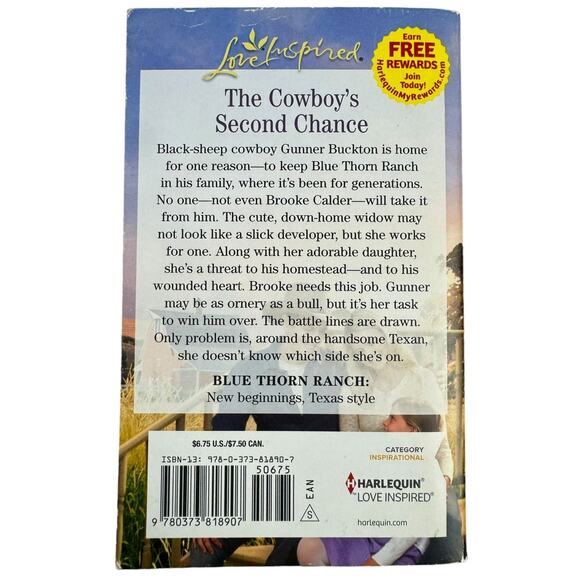 Love Inspired®
Earn
FREE
REWARDS
Join
Today!
HarlequinMyRewards.com
The Cowboy's
Second Chance
Black-sheep cowboy Gunner Buckton is home
for one reason—to keep Blue Thorn Ranch
in his family, where it's been for generations.
No one—not even Brooke Calder—will take it
from him. The cute, down-home widow may
not look like a slick developer, but she works
for one. Along with her adorable daughter,
she's a threat to his homestead—and to his
wounded heart. Brooke needs this job. Gunner
may be as ornery as a bull, but it's her task
to win him over. The battle lines are drawn.
Only problem is, around the handsome Texan,
she doesn't know which side she's on.
BLUE THORN RANCH:
New beginnings, Texas style
$6.75 U.S./$7.50 CAN.
ISBN-13: 978-0-373-81890-7
50675
9 780373 818907
EAN
S
CATEGORY
INSPIRATIONAL
HARLEQUIN®
™LOVE INSPIRED®
harlequin.com